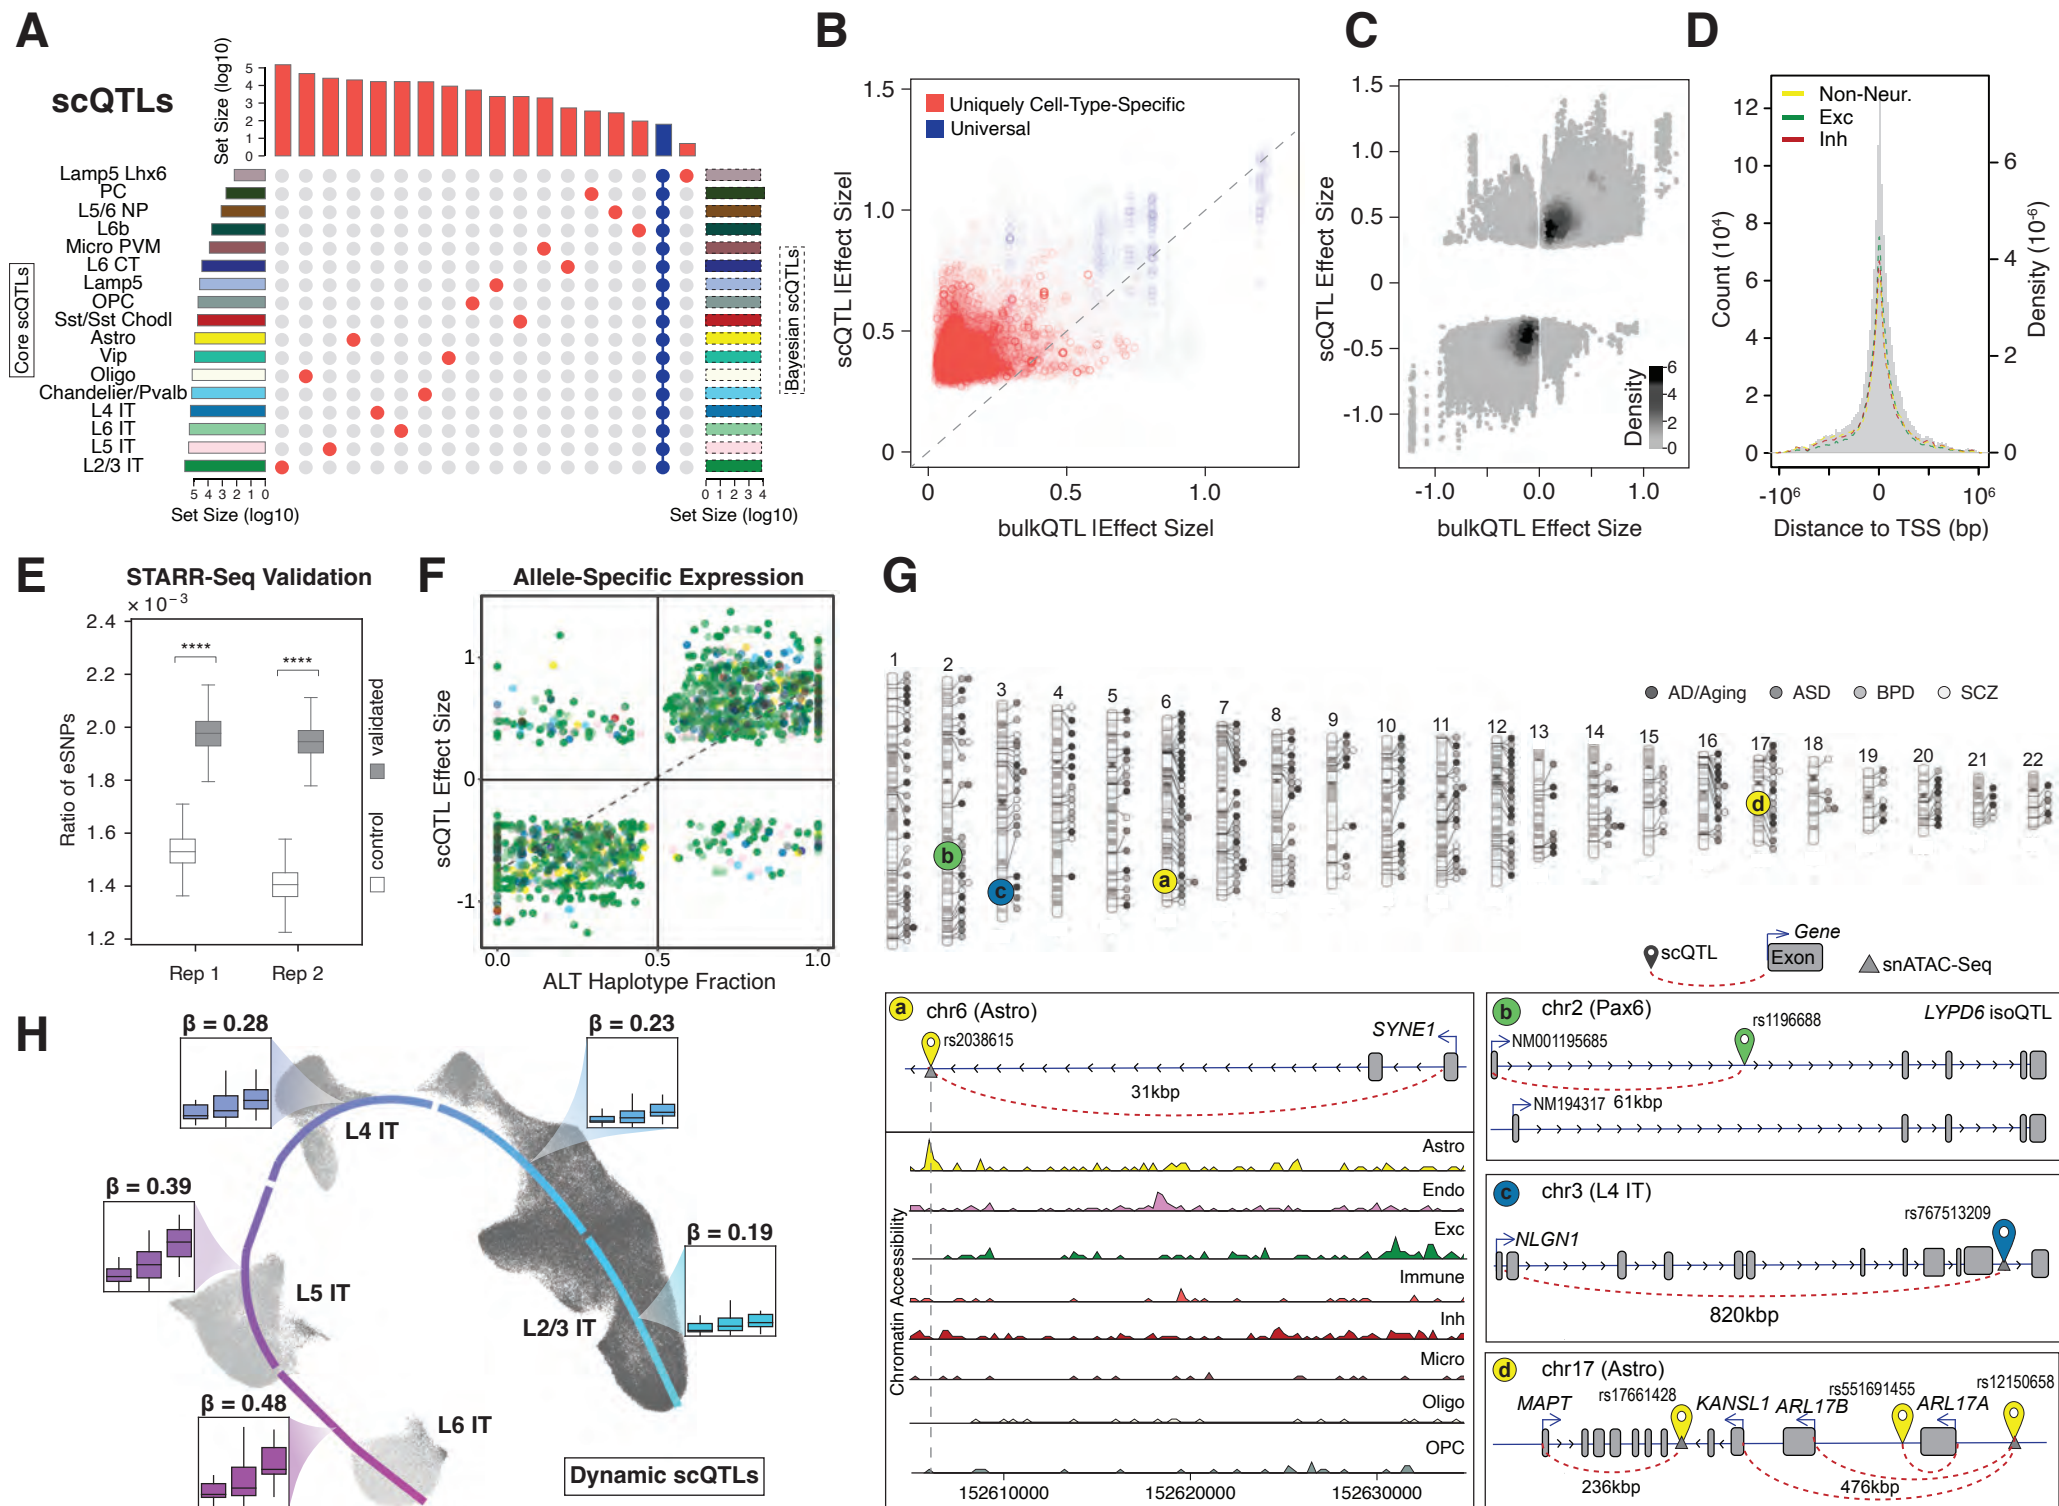 A
scQTLs
Set Size (log10)
5
4
3
2
1
0
Lamp5 Lhx6
PC
L5/6 NP
L6b
Micro PVM
L6 CT
Lamp5
OPC
Sst/Sst Chodl
Astro
Vip
Oligo
Chandelier/Pvalb
L4 IT
L6 IT
L5 IT
L2/3 IT
Core scQTLs
Bayesian scQTLs
5 4 3 2 1 0
Set Size (log10)
0 1 2 3 4
Set Size (log10)
B
Uniquely Cell-Type-Specific
Universal
scQTL |Effect Size|
1.5
1.0
0.5
0
0 0.5 1.0
bulkQTL |Effect Size|
C
scQTL Effect Size
1.5
1.0
0.5
0
-0.5
-1.0
Density
6
4
2
0
-1.0 0.0 1.0
bulkQTL Effect Size
D
Non-Neur.
Exc
Inh
Count (10⁴)
12
10
8
6
4
2
0
Density (10⁻⁶)
6
4
2
0
-10⁶ 0 10⁶
Distance to TSS (bp)
E
STARR-Seq Validation
× 10⁻³
Ratio of eSNPs
2.4
2.2
2.0
1.8
1.6
1.4
1.2
****
****
Rep 1 Rep 2
control
validated
F
Allele-Specific Expression
scQTL Effect Size
1
0
-1
0.0 0.5 1.0
ALT Haplotype Fraction
G
1 2 3 4 5 6 7 8 9 10 11 12 13 14 15 16 17 18 19 20 21 22
AD/Aging ASD BPD SCZ
b
c
a
d
scQTL
Gene
Exon
snATAC-Seq
a chr6 (Astro)
rs2038615
SYNE1
31kbp
Chromatin Accessibility
Astro
Endo
Exc
Immune
Inh
Micro
Oligo
OPC
152610000 152620000 152630000
b chr2 (Pax6)
LYPD6 isoQTL
rs1196688
NM001195685
NM194317 61kbp
c chr3 (L4 IT)
rs767513209
NLGN1
820kbp
d chr17 (Astro)
MAPT
rs17661428
KANSL1
ARL17B
rs551691455
ARL17A
rs12150658
236kbp
476kbp
H
β = 0.28
β = 0.23
L4 IT
β = 0.39
β = 0.19
L5 IT
L2/3 IT
β = 0.48
L6 IT
Dynamic scQTLs